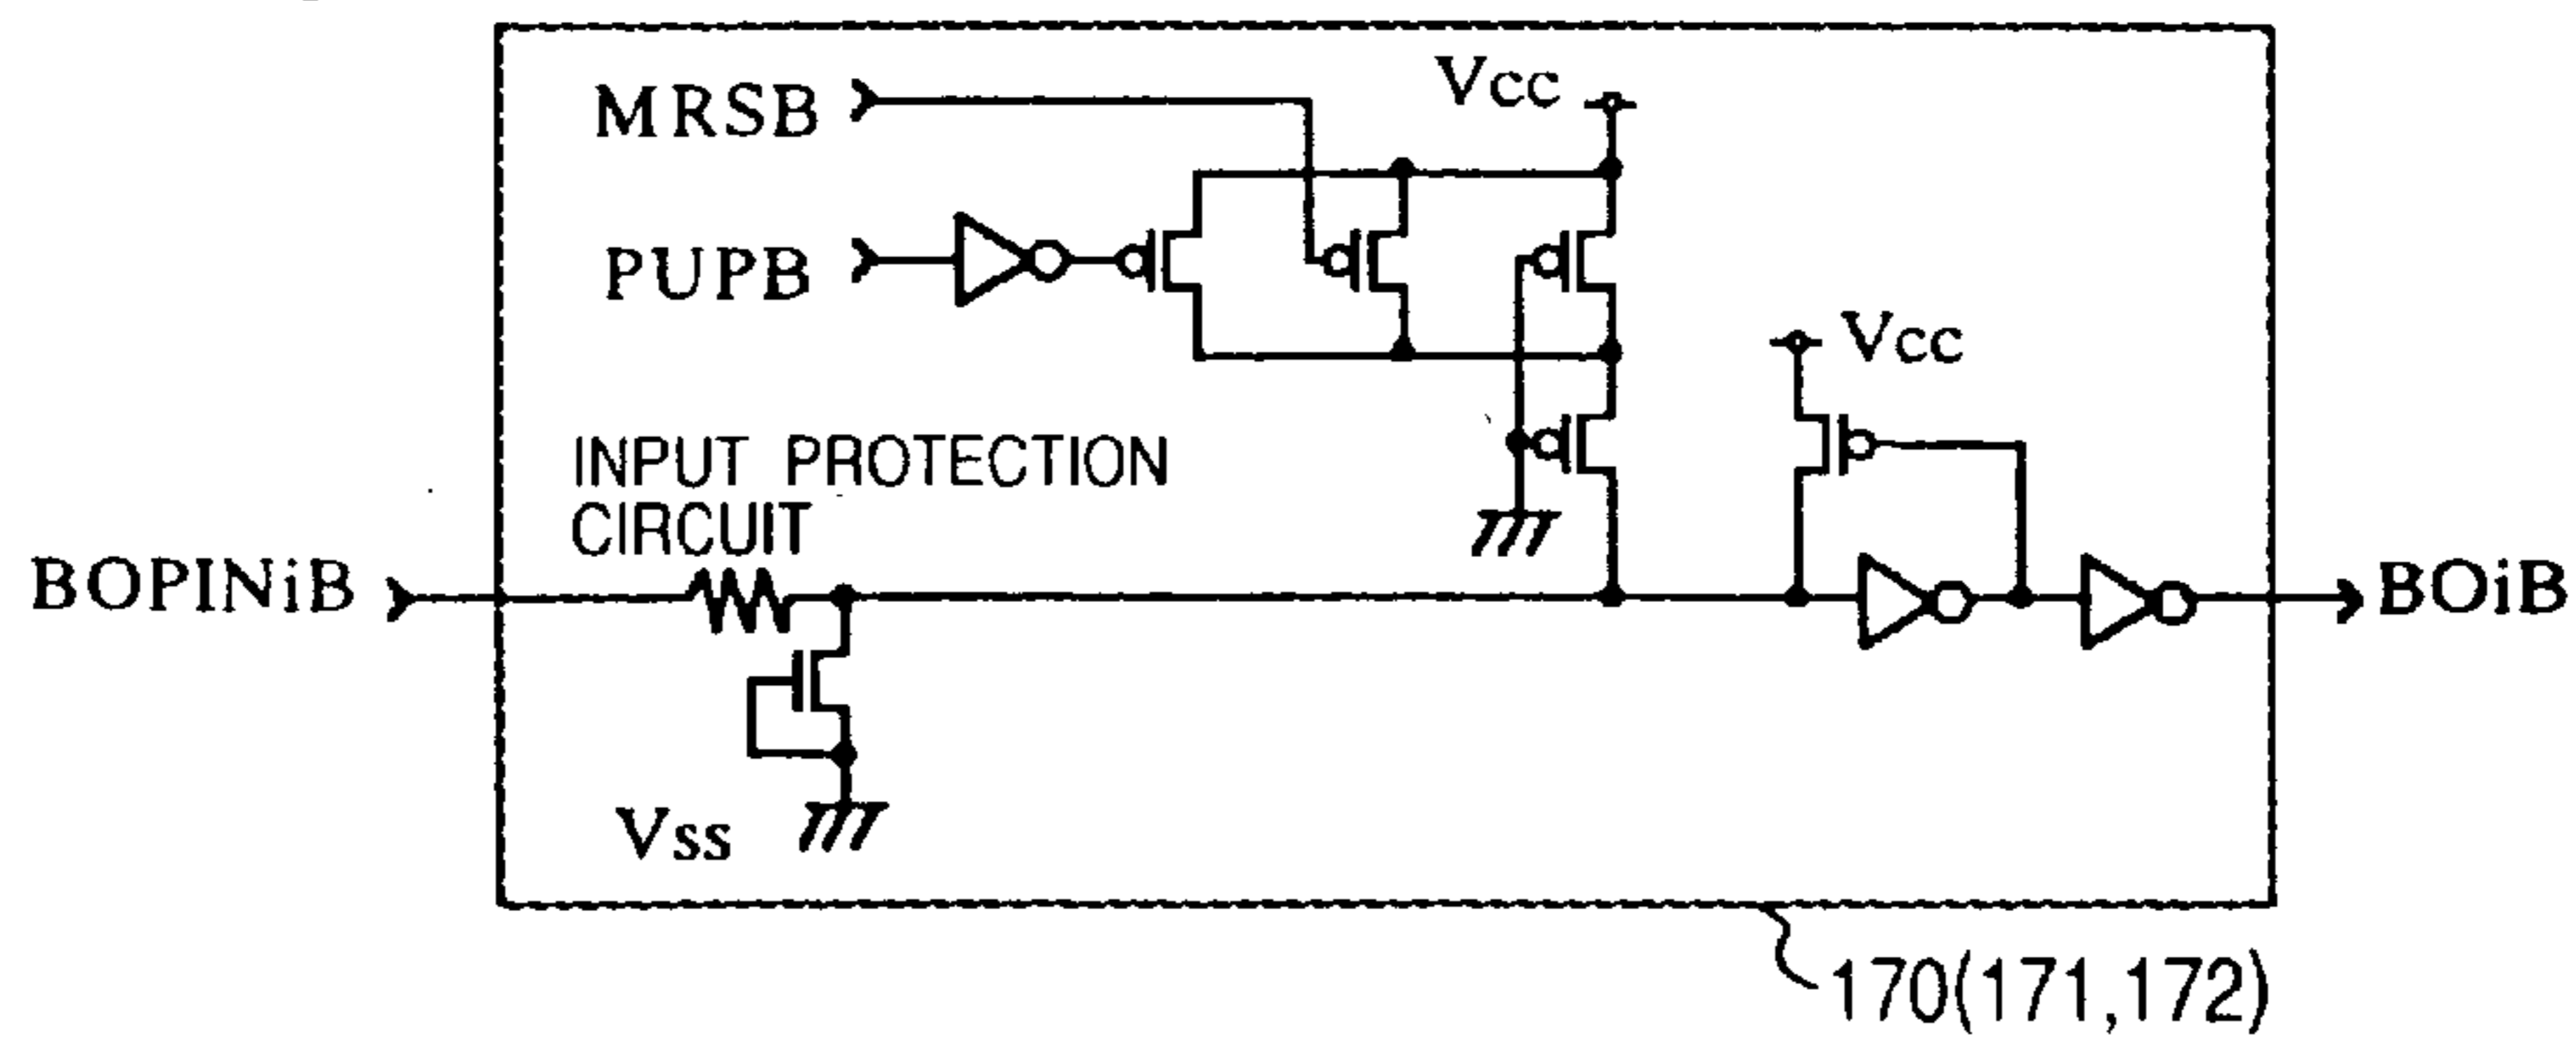 MRSB
Vcc
PUPB
Vcc
INPUT PROTECTION
CIRCUIT
BOPINiB
BOiB
Vss
170(171,172)